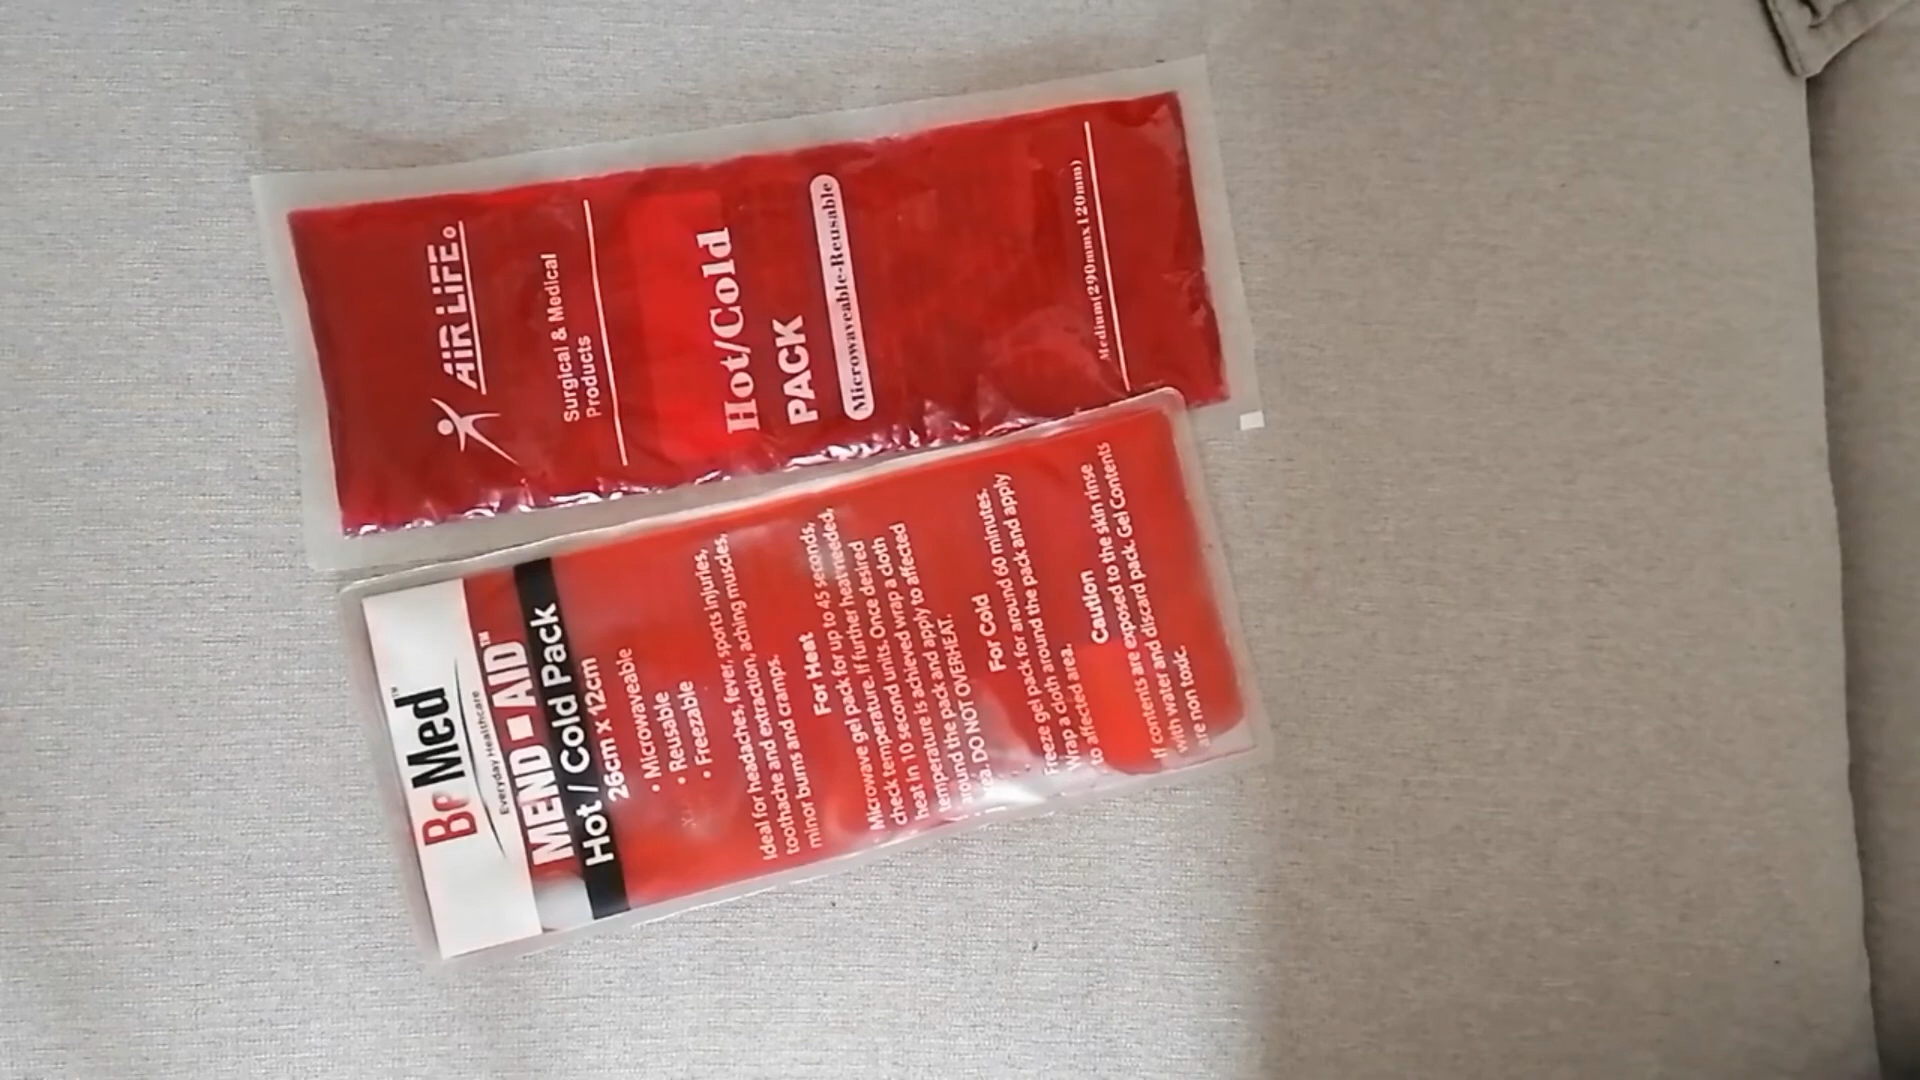 AIRLIFE
Surgical & Medical
Products
Hot/Cold
PACK
Microwaveable-Reusable
Medium(290mmx120mm)
BeMed™
Everyday Healthcare
MEND AID™
Hot / Cold Pack
26cm x 12cm
• Microwaveable
• Reusable
• Freezable
Ideal for headaches, fever, sports injuries,
toothache and extraction, aching muscles,
minor burns and cramps.
For Heat
Microwave gel pack for up to 45 seconds,
check temperature. If further heat needed,
heat in 10 second units. Once desired
temperature is achieved wrap a cloth
around the pack and apply to affected
area. DO NOT OVERHEAT.
For Cold
Freeze gel pack for around 60 minutes.
Wrap a cloth around the pack and apply
to affected area.
Caution
If contents are exposed to the skin rinse
with water and discard pack. Gel Contents
are non toxic.